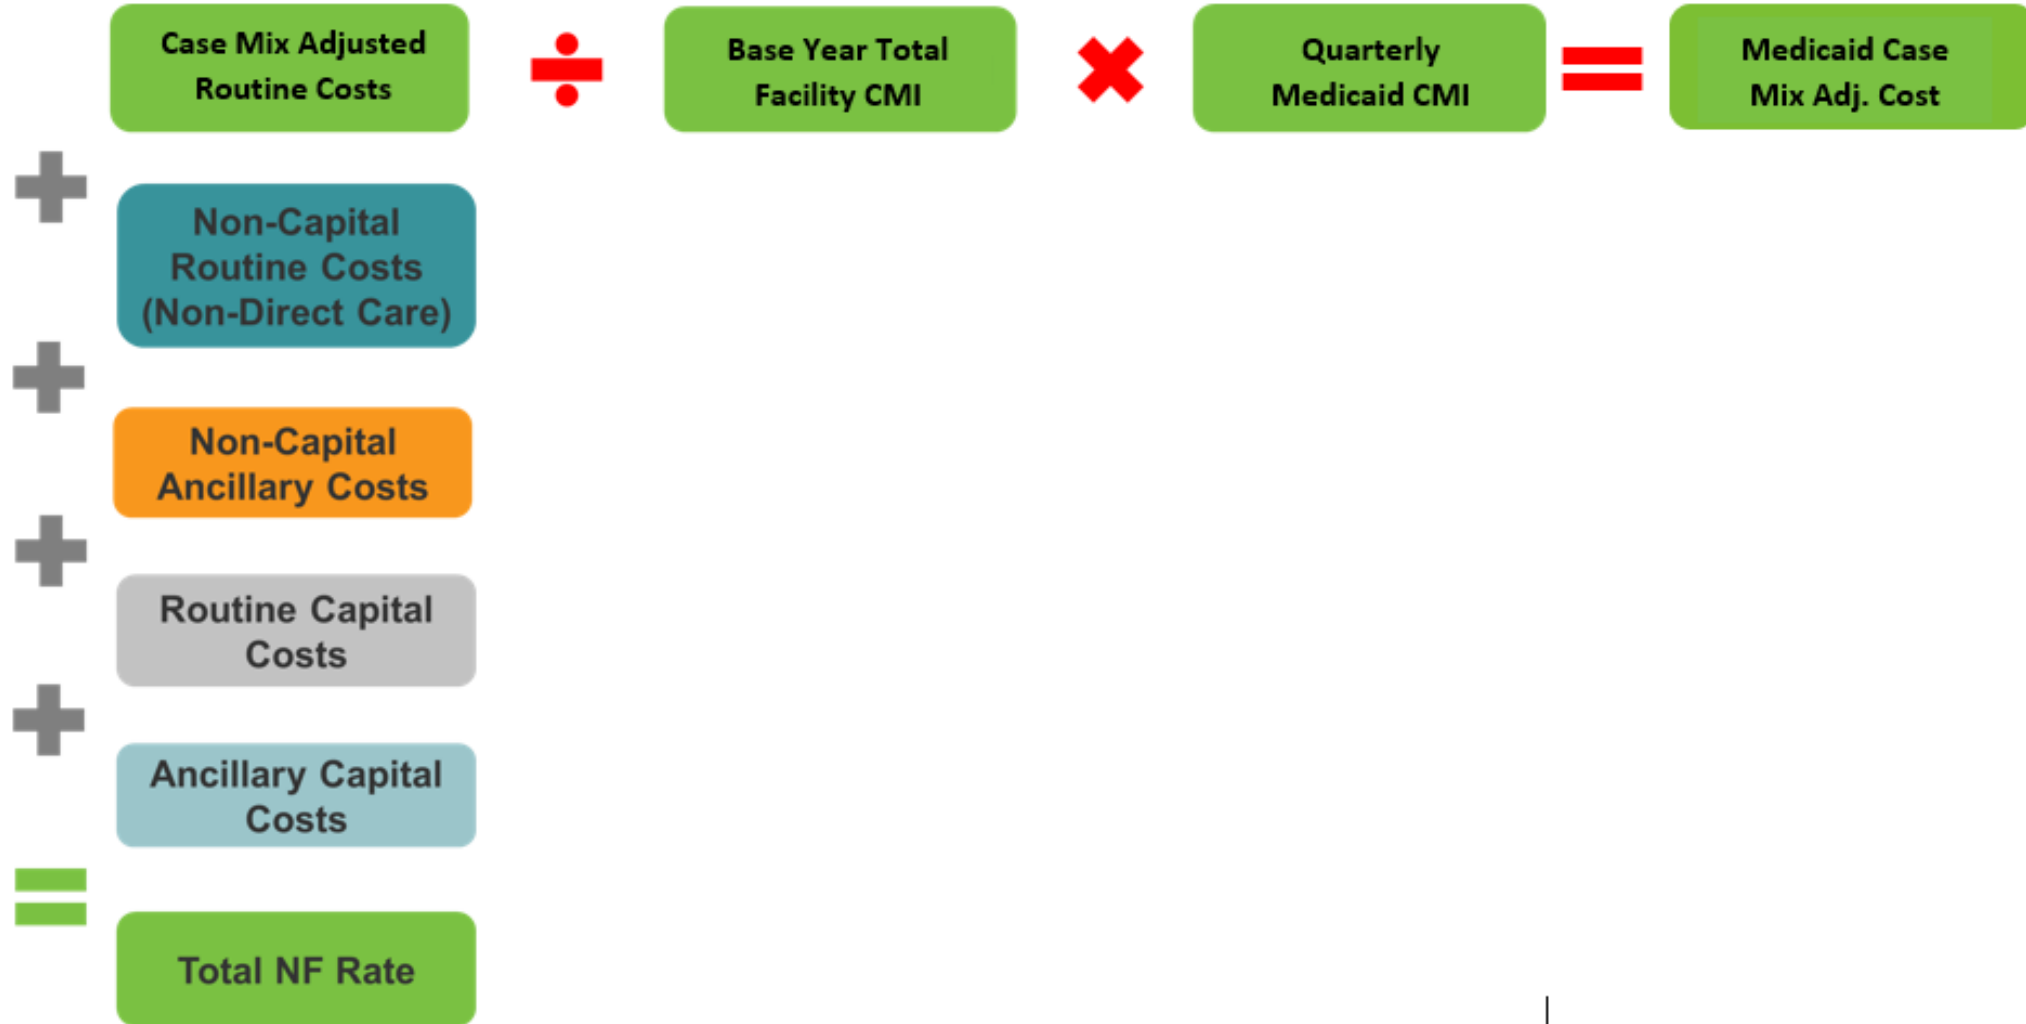 Case Mix Adjusted
Routine Costs
÷
Base Year Total
Facility CMI
×
Quarterly
Medicaid CMI
=
Medicaid Case
Mix Adj. Cost
+
Non-Capital
Routine Costs
(Non-Direct Care)
+
Non-Capital
Ancillary Costs
+
Routine Capital
Costs
+
Ancillary Capital
Costs
=
Total NF Rate